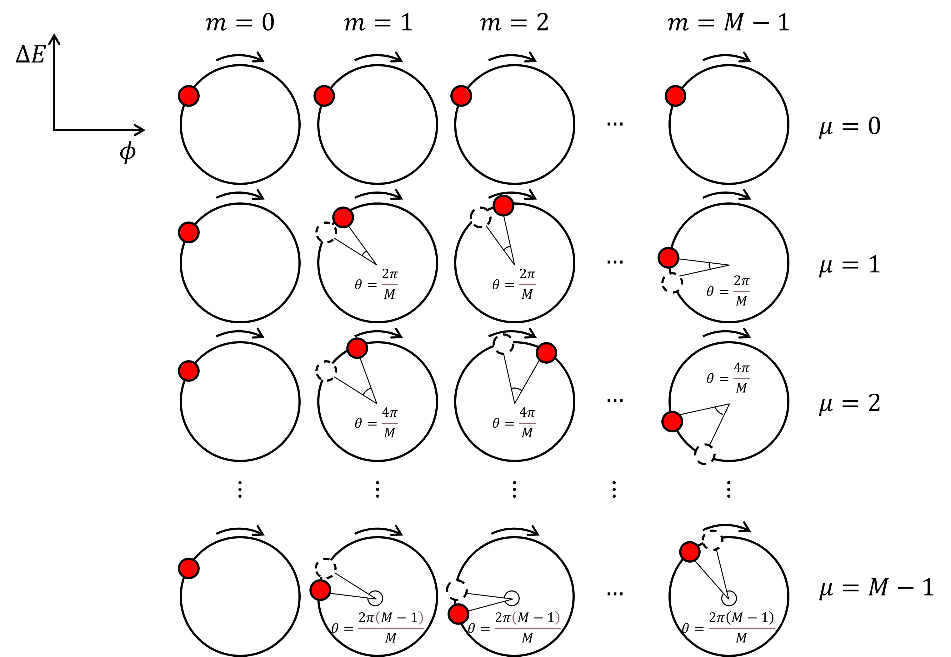 m = 0 m = 1 m = 2 m = M − 1
ΔE
ϕ
... μ = 0
θ = 2π/M θ = 2π/M ... θ = 2π/M μ = 1
θ = 4π/M θ = 4π/M ... θ = 4π/M μ = 2
⋮ ⋮ ⋮ ⋮ ⋮
θ = 2π(M−1)/M θ = 2π(M−1)/M ... θ = 2π(M−1)/M μ = M − 1